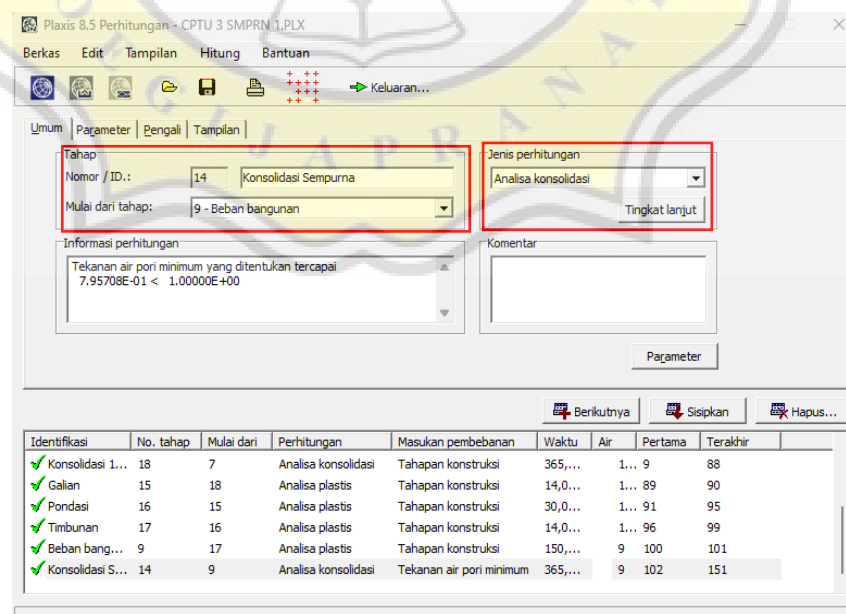 Plaxis 8.5 Perhitungan - CPTU 3 SMPRN 1.PLX
Berkas Edit Tampilan Hitung Bantuan
Keluaran...
Umum Parameter Pengali Tampilan
Tahap
Jenis perhitungan
Nomor / ID.: 14 Konsolidasi Sempurna
Analisa konsolidasi
Mulai dari tahap: 9 - Beban bangunan
Tingkat lanjut
Informasi perhitungan
Komentar
Tekanan air pori minimum yang ditentukan tercapai
7.95708E-01 < 1.00000E+00
Parameter
Berikutnya Sisipkan Hapus...
Identifikasi No. tahap Mulai dari Perhitungan Masukan pembebanan Waktu Air Pertama Terakhir
Konsolidasi 1... 18 7 Analisa konsolidasi Tahapan konstruksi 365,... 1... 9 88
Galian 15 18 Analisa plastis Tahapan konstruksi 14,0... 1... 89 90
Pondasi 16 15 Analisa plastis Tahapan konstruksi 30,0... 1... 91 95
Timbunan 17 16 Analisa plastis Tahapan konstruksi 14,0... 1... 96 99
Beban bang... 9 17 Analisa plastis Tahapan konstruksi 150,... 9 100 101
Konsolidasi S... 14 9 Analisa konsolidasi Tekanan air pori minimum 365,... 9 102 151